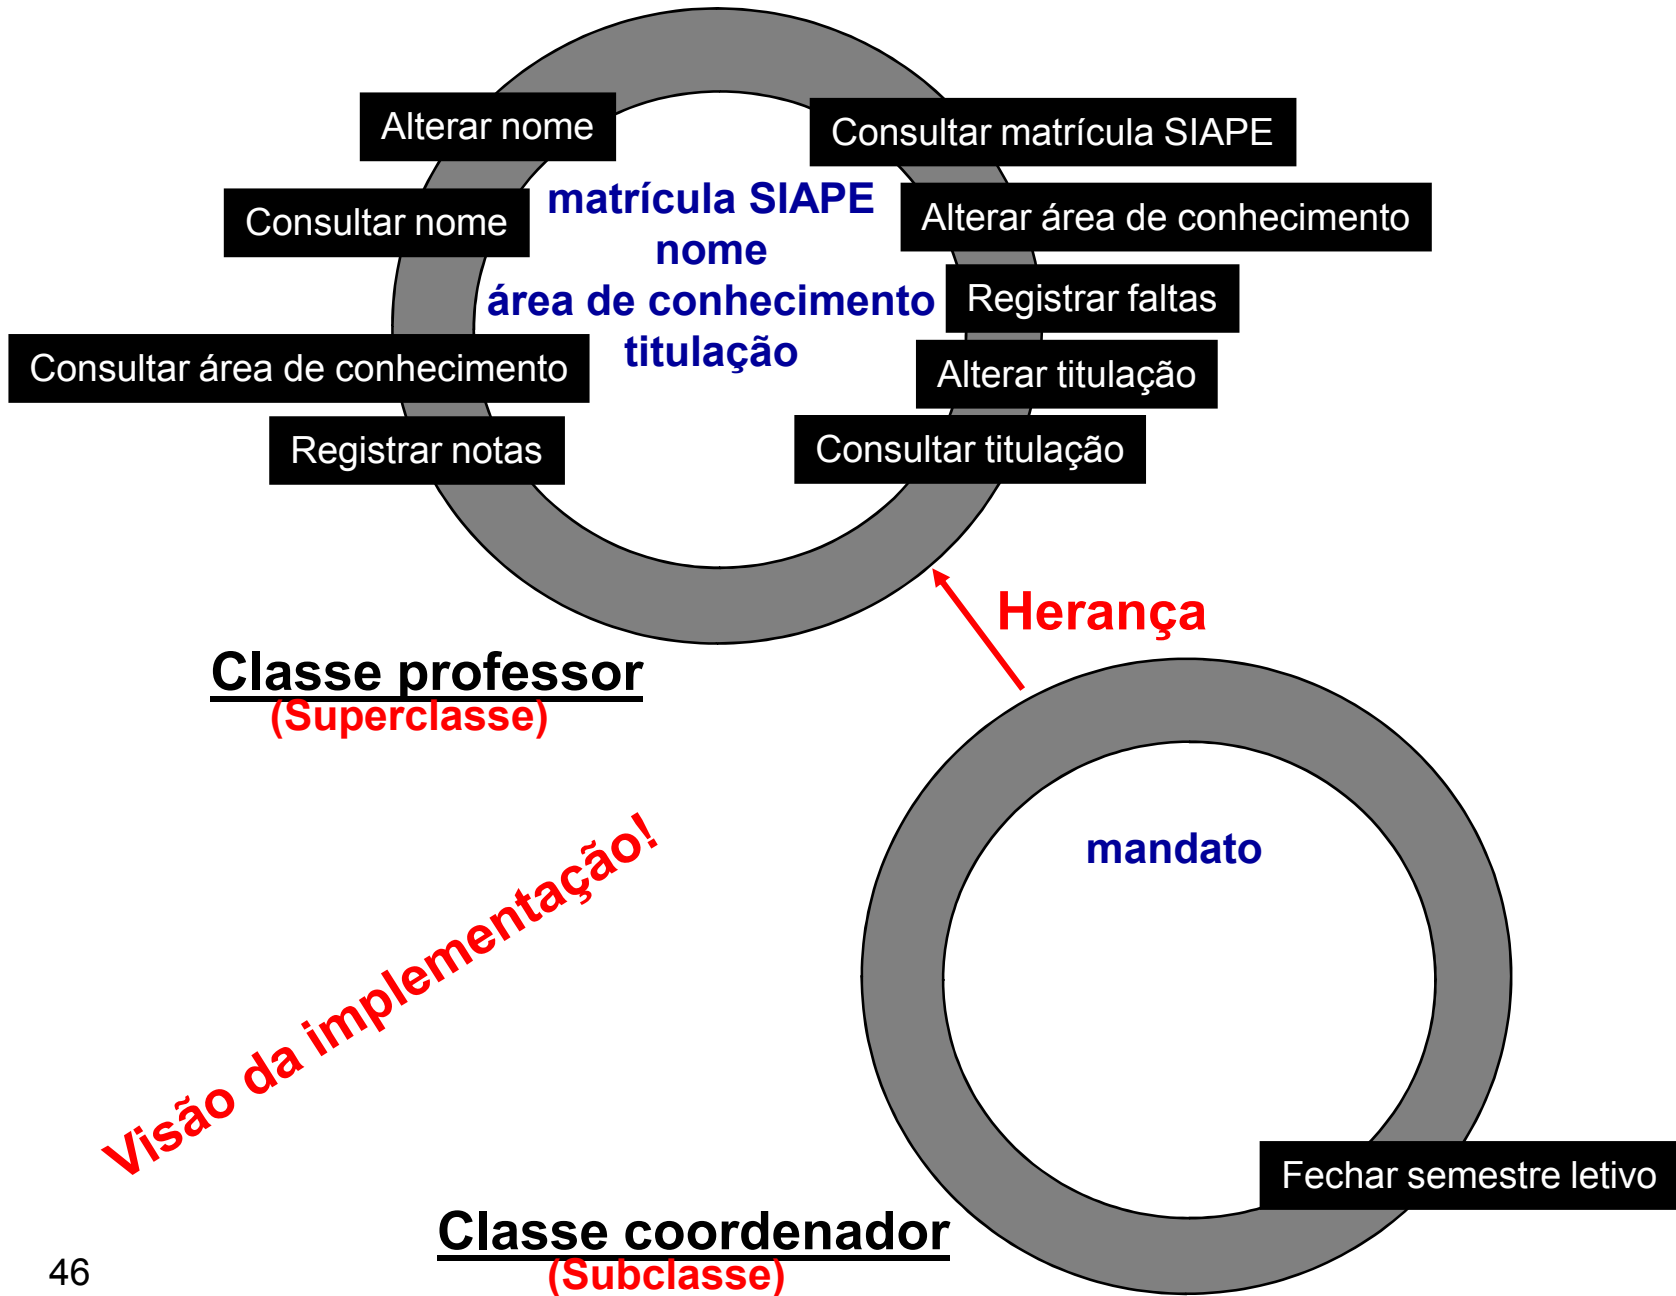 Alterar nome
Consultar matrícula SIAPE
matrícula SIAPE
Consultar nome
Alterar área de conhecimento
nome
área de conhecimento
Registrar faltas
titulação
Consultar área de conhecimento
Alterar titulação
Registrar notas
Consultar titulação
Herança
Classe professor
(Superclasse)
mandato
Visão da implementação!
Fechar semestre letivo
Classe coordenador
(Subclasse)
46